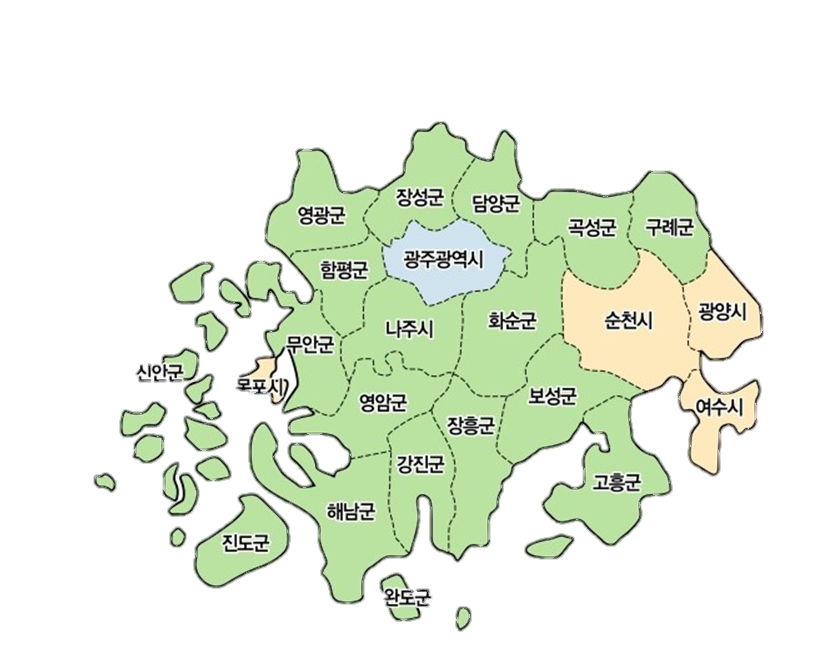 장성군
담양군
영광군
곡성군
구례군
광주광역시
함평군
광양시
순천시
화순군
나주시
무안군
신안군
목포시
영암군
보성군
여수시
장흥군
강진군
고흥군
해남군
진도군
완도군